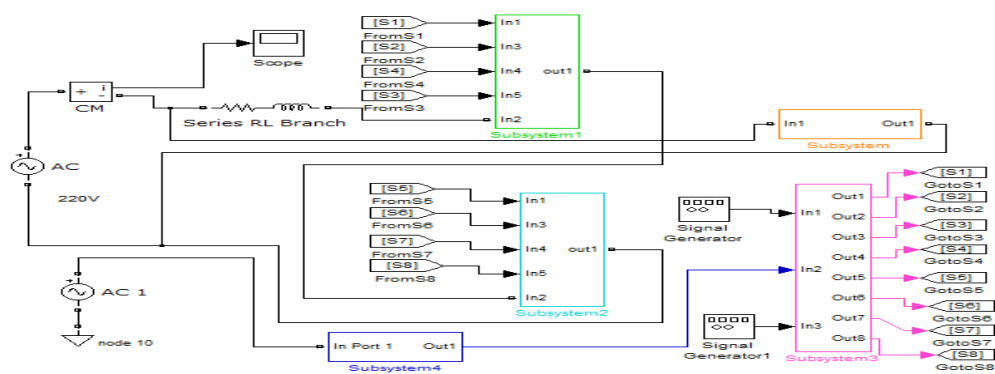 [S1]
FromS1
[S2]
FromS2
[S4]
FromS4
[S3]
FromS3
In1
In3
In4
In5
In2
out1
Subsystem1
Scope
+ i -
CM
Series RL Branch
In1 Out1
Subsystem
+
AC
220V
[S5]
FromS5
[S6]
FromS6
[S7]
FromS7
[S8]
FromS8
In1
In3
In4
In5
In2
out1
Subsystem2
Signal
Generator
Signal
Generator1
In1
In2
In3
Out1
Out2
Out3
Out4
Out5
Out6
Out7
Out8
Subsystem3
[S1]
GotoS1
[S2]
GotoS2
[S3]
GotoS3
[S4]
GotoS4
[S5]
GotoS5
[S6]
GotoS6
[S7]
GotoS7
[S8]
GotoS8
+
AC 1
node 10
In Port 1 Out1
Subsystem4